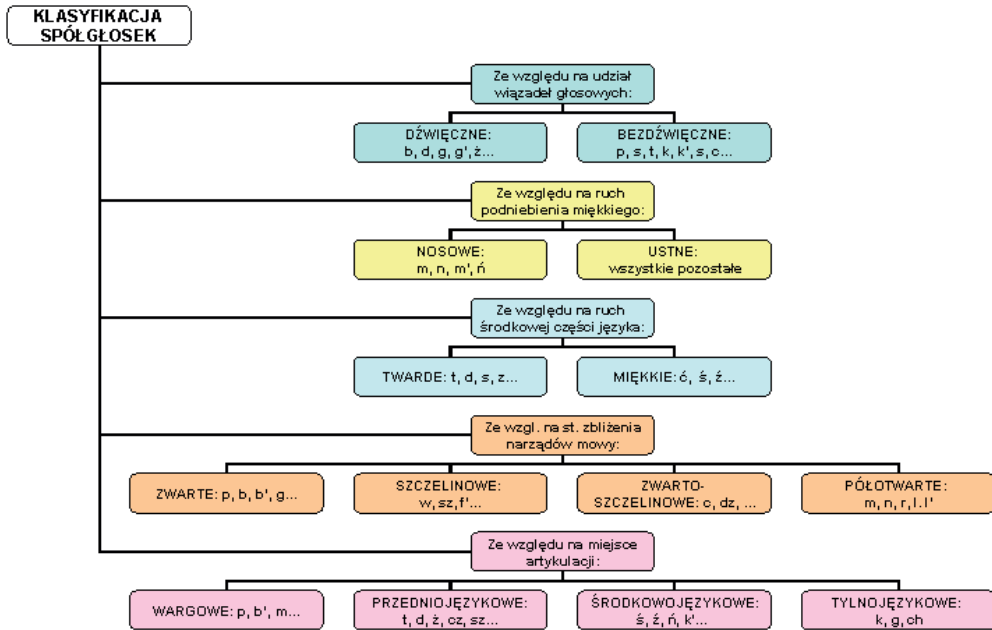 KLASYFIKACJA
SPÓŁGŁOSEK
Ze względu na udział
wiązadeł głosowych:
DŹWIĘCZNE:
b, d, g, g', ż...
BEZDŹWIĘCZNE:
p, s, t, k, k', s, c...
Ze względu na ruch
podniebienia miękkiego:
NOSOWE:
m, n, m', ń
USTNE:
wszystkie pozostałe
Ze względu na ruch
środkowej części języka:
TWARDE: t, d, s, z...
MIĘKKIE: ć, ś, ź...
Ze wzgl. na st. zbliżenia
narządów mowy:
ZWARTE: p, b, b', g...
SZCZELINOWE:
w, sz, f'...
ZWARTO-
SZCZELINOWE: c, dz, ...
PÓŁOTWARTE:
m, n, r, l. l'
Ze względu na miejsce
artykulacji:
WARGOWE: p, b', m...
PRZEDNIOJĘZYKOWE:
t, d, ż, cz, sz...
ŚRODKOWOJĘZYKOWE:
ś, ź, ń, k'...
TYLNOJĘZYKOWE:
k, g, ch